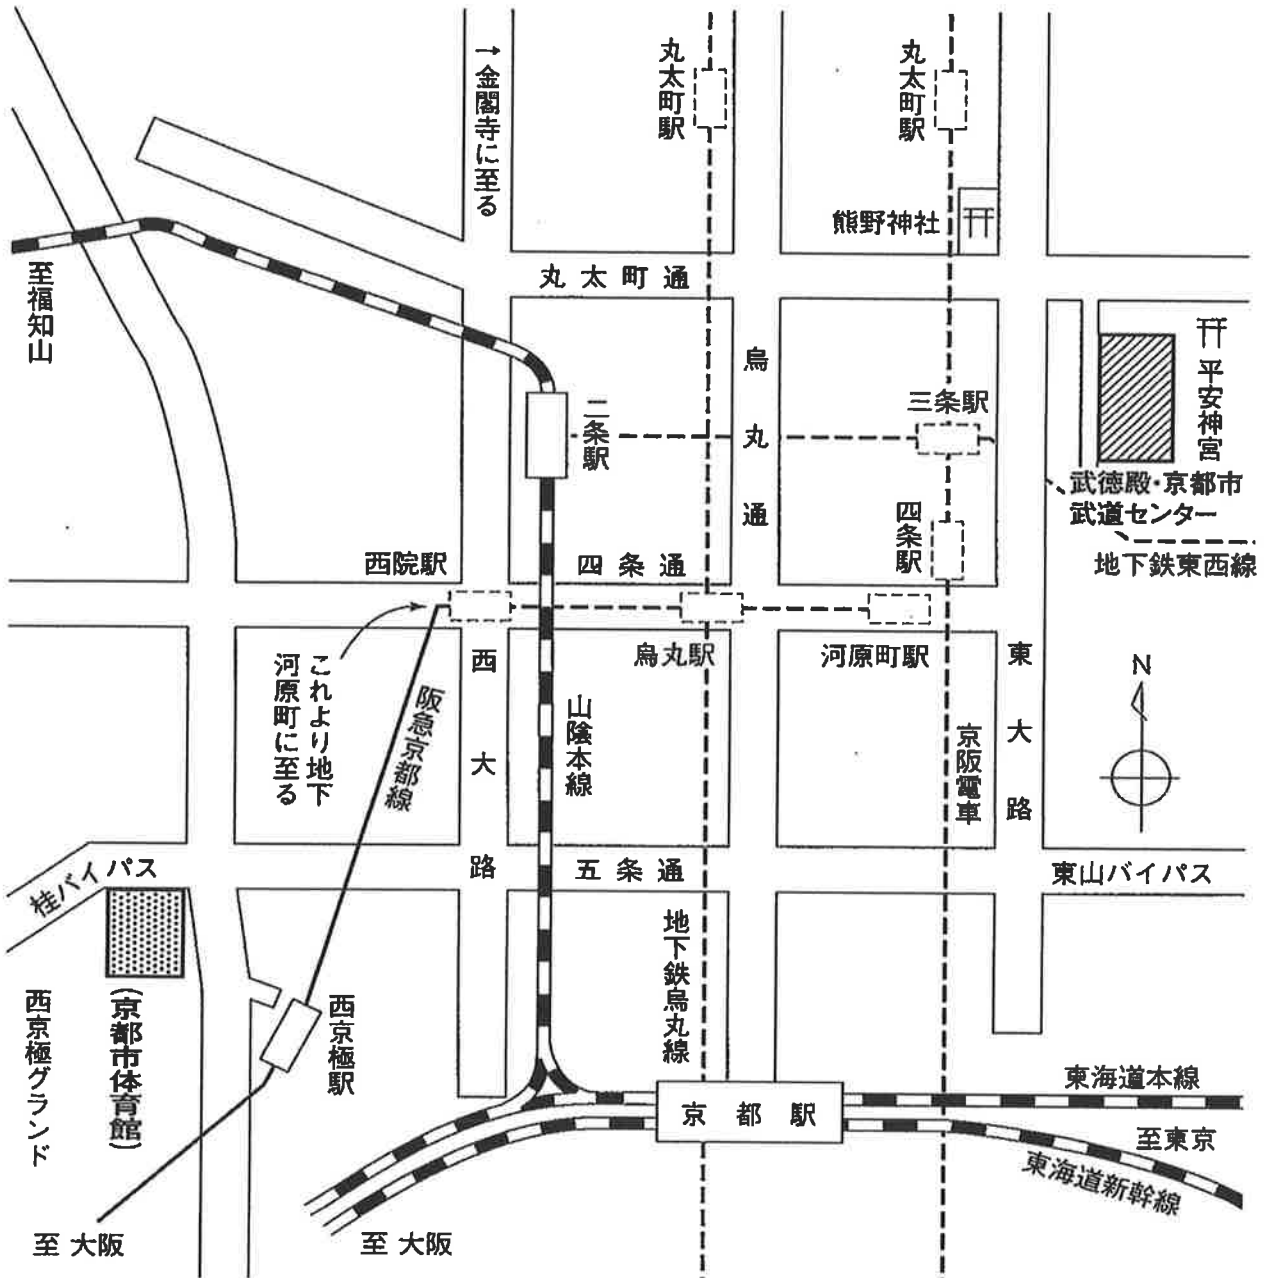 →金閣寺に至る
丸太町駅
丸太町駅
熊野神社
丸太町通
至福知山
烏丸通
二条駅
三条駅
平安神宮
武徳殿・京都市
武道センター
地下鉄東西線
四条駅
西院駅
四条通
烏丸駅
河原町駅
これより地下
河原町に至る
阪急京都線
西大路
山陰本線
京阪電車
東大路
N
桂バイパス
五条通
東山バイパス
地下鉄烏丸線
西京極グランド
(京都市体育館)
西京極駅
京都駅
東海道本線
至東京
東海道新幹線
至 大阪
至 大阪